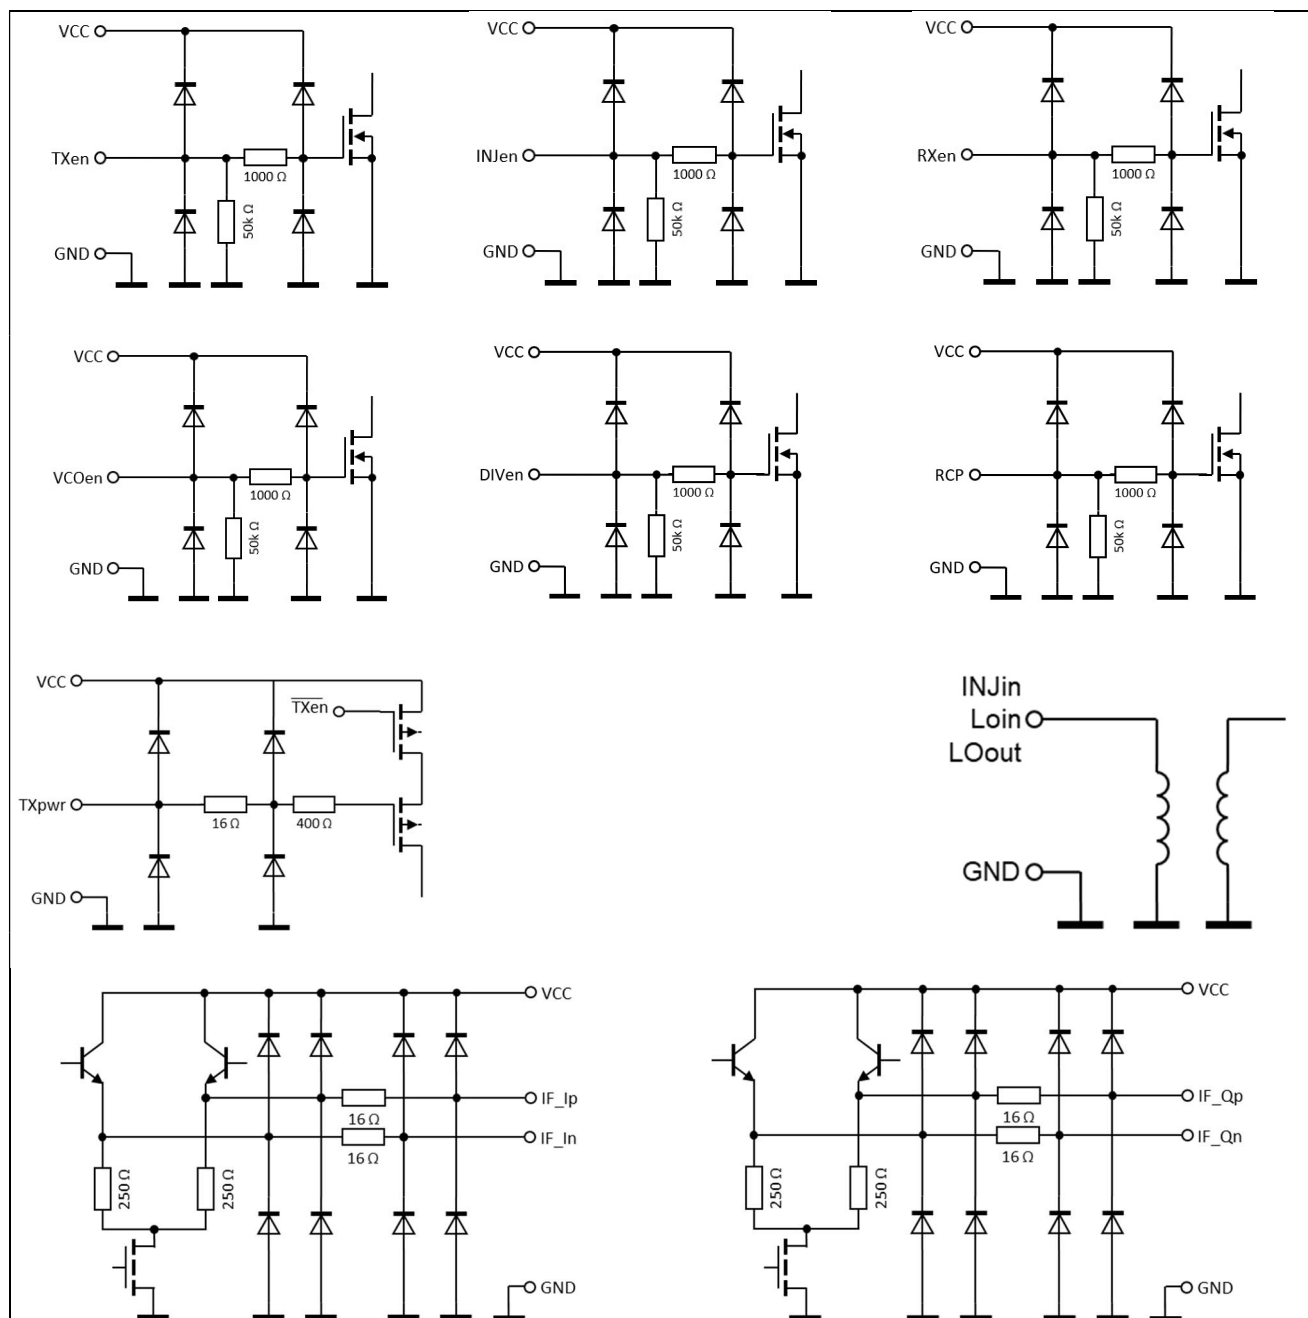 VCC
TXen
1000 Ω
50k Ω
GND
VCC
INJen
1000 Ω
50k Ω
GND
VCC
RXen
1000 Ω
50k Ω
GND
VCC
VCOen
1000 Ω
50k Ω
GND
VCC
DIVen
1000 Ω
50k Ω
GND
VCC
RCP
1000 Ω
50k Ω
GND
VCC
TXen
TXpwr
16 Ω
400 Ω
GND
INJin
Loin
LOout
GND
VCC
IF_Ip
16 Ω
IF_In
16 Ω
250 Ω
250 Ω
GND
VCC
IF_Qp
16 Ω
IF_Qn
16 Ω
250 Ω
250 Ω
GND